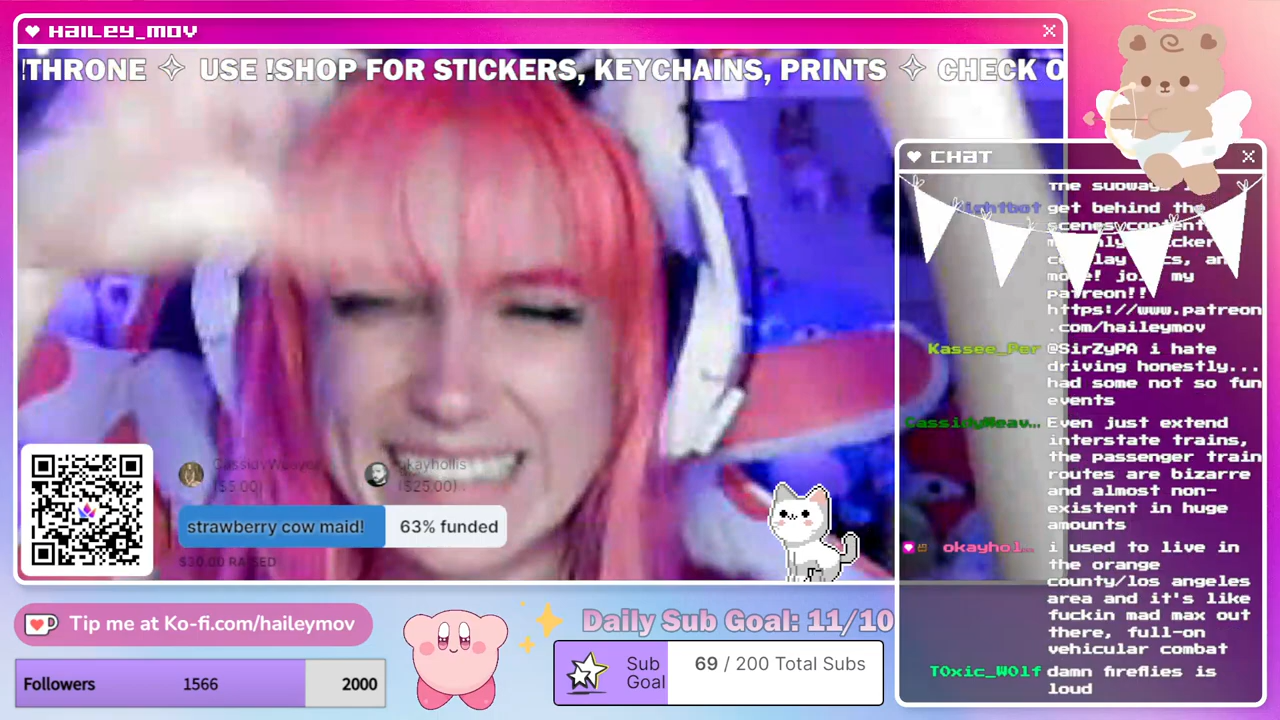 HAILEY_MOV
!THRONE ✧ USE !SHOP FOR STICKERS, KEYCHAINS, PRINTS ✧ CHECK O
CHAT
get behind the
https://www.patreon
.com/haileymov
Kassee_Per @SirZyPA i hate
driving honestly...
had some not so fun
events
CassidyWeav… Even just extend
interstate trains,
the passenger train
routes are bizarre
and almost non-
existent in huge
amounts
okayhol… i used to live in
the orange
county/los angeles
area and it's like
fuckin mad max out
there, full-on
vehicular combat
T0xic_W0lf damn fireflies is
loud
CassidyWeaver okayhollis
($5.00) ($25.00)
strawberry cow maid! 63% funded
$30.00 RAISED
Tip me at Ko-fi.com/haileymov
Followers 1566 2000
Daily Sub Goal: 11/10
Sub Goal 69 / 200 Total Subs